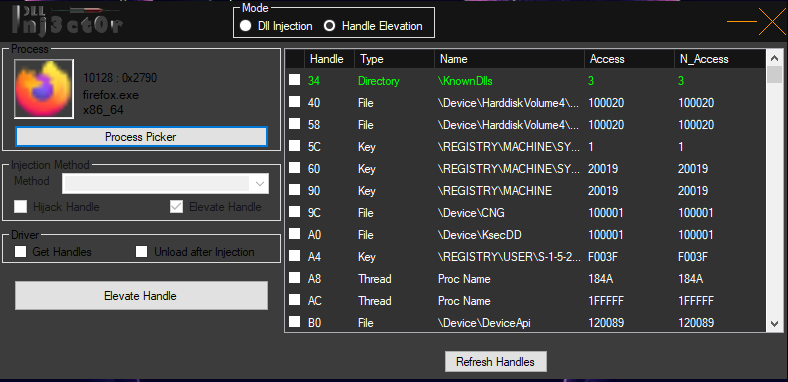 DLL
Inj3ct0r
Mode
Dll Injection Handle Elevation
Process
10128 : 0x2790
firefox.exe
x86_64
Process Picker
Injection Method
Method
Hijack Handle Elevate Handle
Driver
Get Handles Unload after Injection
Elevate Handle
Handle Type Name Access N_Access
34 Directory \KnownDlls 3 3
40 File \Device\HarddiskVolume4\... 100020 100020
58 File \Device\HarddiskVolume4\... 100020 100020
5C Key \REGISTRY\MACHINE\SY... 1 1
60 Key \REGISTRY\MACHINE\SY... 20019 20019
90 Key \REGISTRY\MACHINE 20019 20019
9C File \Device\CNG 100001 100001
A0 File \Device\KsecDD 100001 100001
A4 Key \REGISTRY\USER\S-1-5-2... F003F F003F
A8 Thread Proc Name 184A 184A
AC Thread Proc Name 1FFFFF 1FFFFF
B0 File \Device\DeviceApi 120089 120089
Refresh Handles